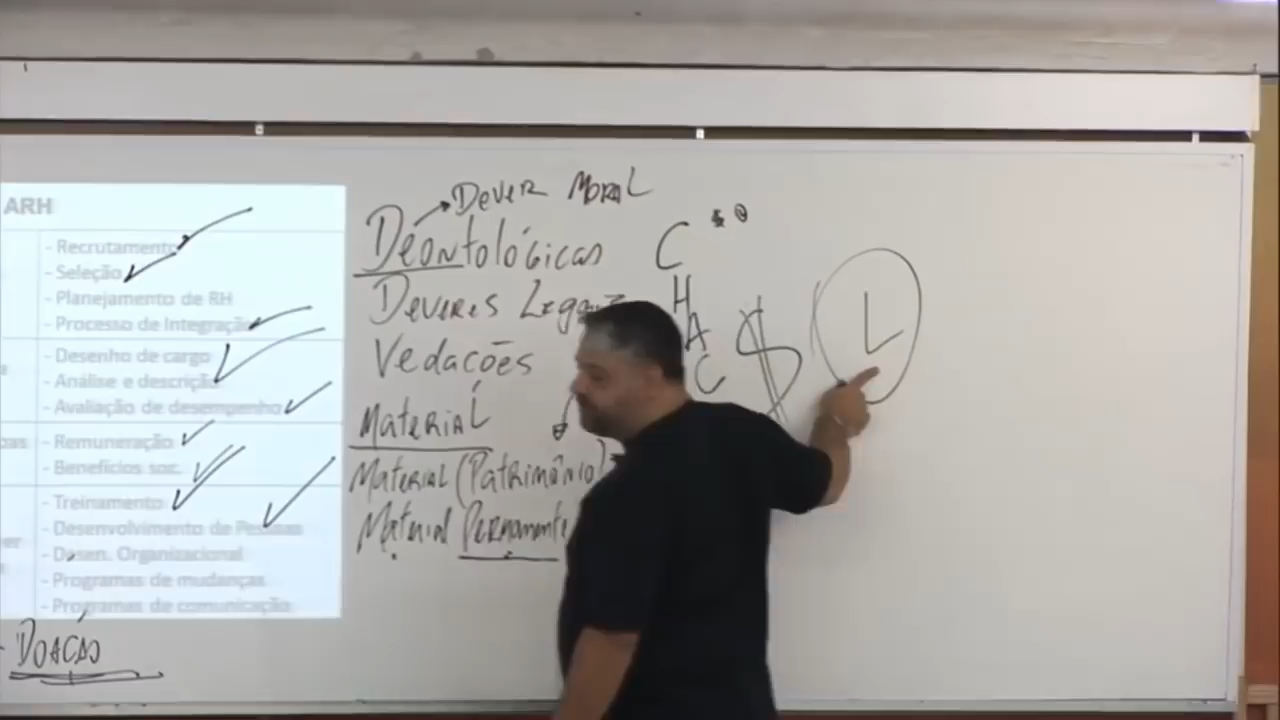 ARH
- Recrutamento
- Seleção
- Planejamento de RH
- Processo de Integração
- Desenho de cargo
- Análise e descrição
- Avaliação de desempenho
- Remuneração
- Benefícios soc.
- Treinamento
- Desenvolvimento de Pessoas
- Desen. Organizacional
- Programas de mudanças
- Programas de comunicação
- DOAÇÃO
DEVER MORAL
DEONTOLÓGICAS
DEVERES
VEDAÇÕES
MATERIAL
MATERIAL (PATRIMÔNIO)
MATERIAL PERMANENTE
C
H
A
C
$
L